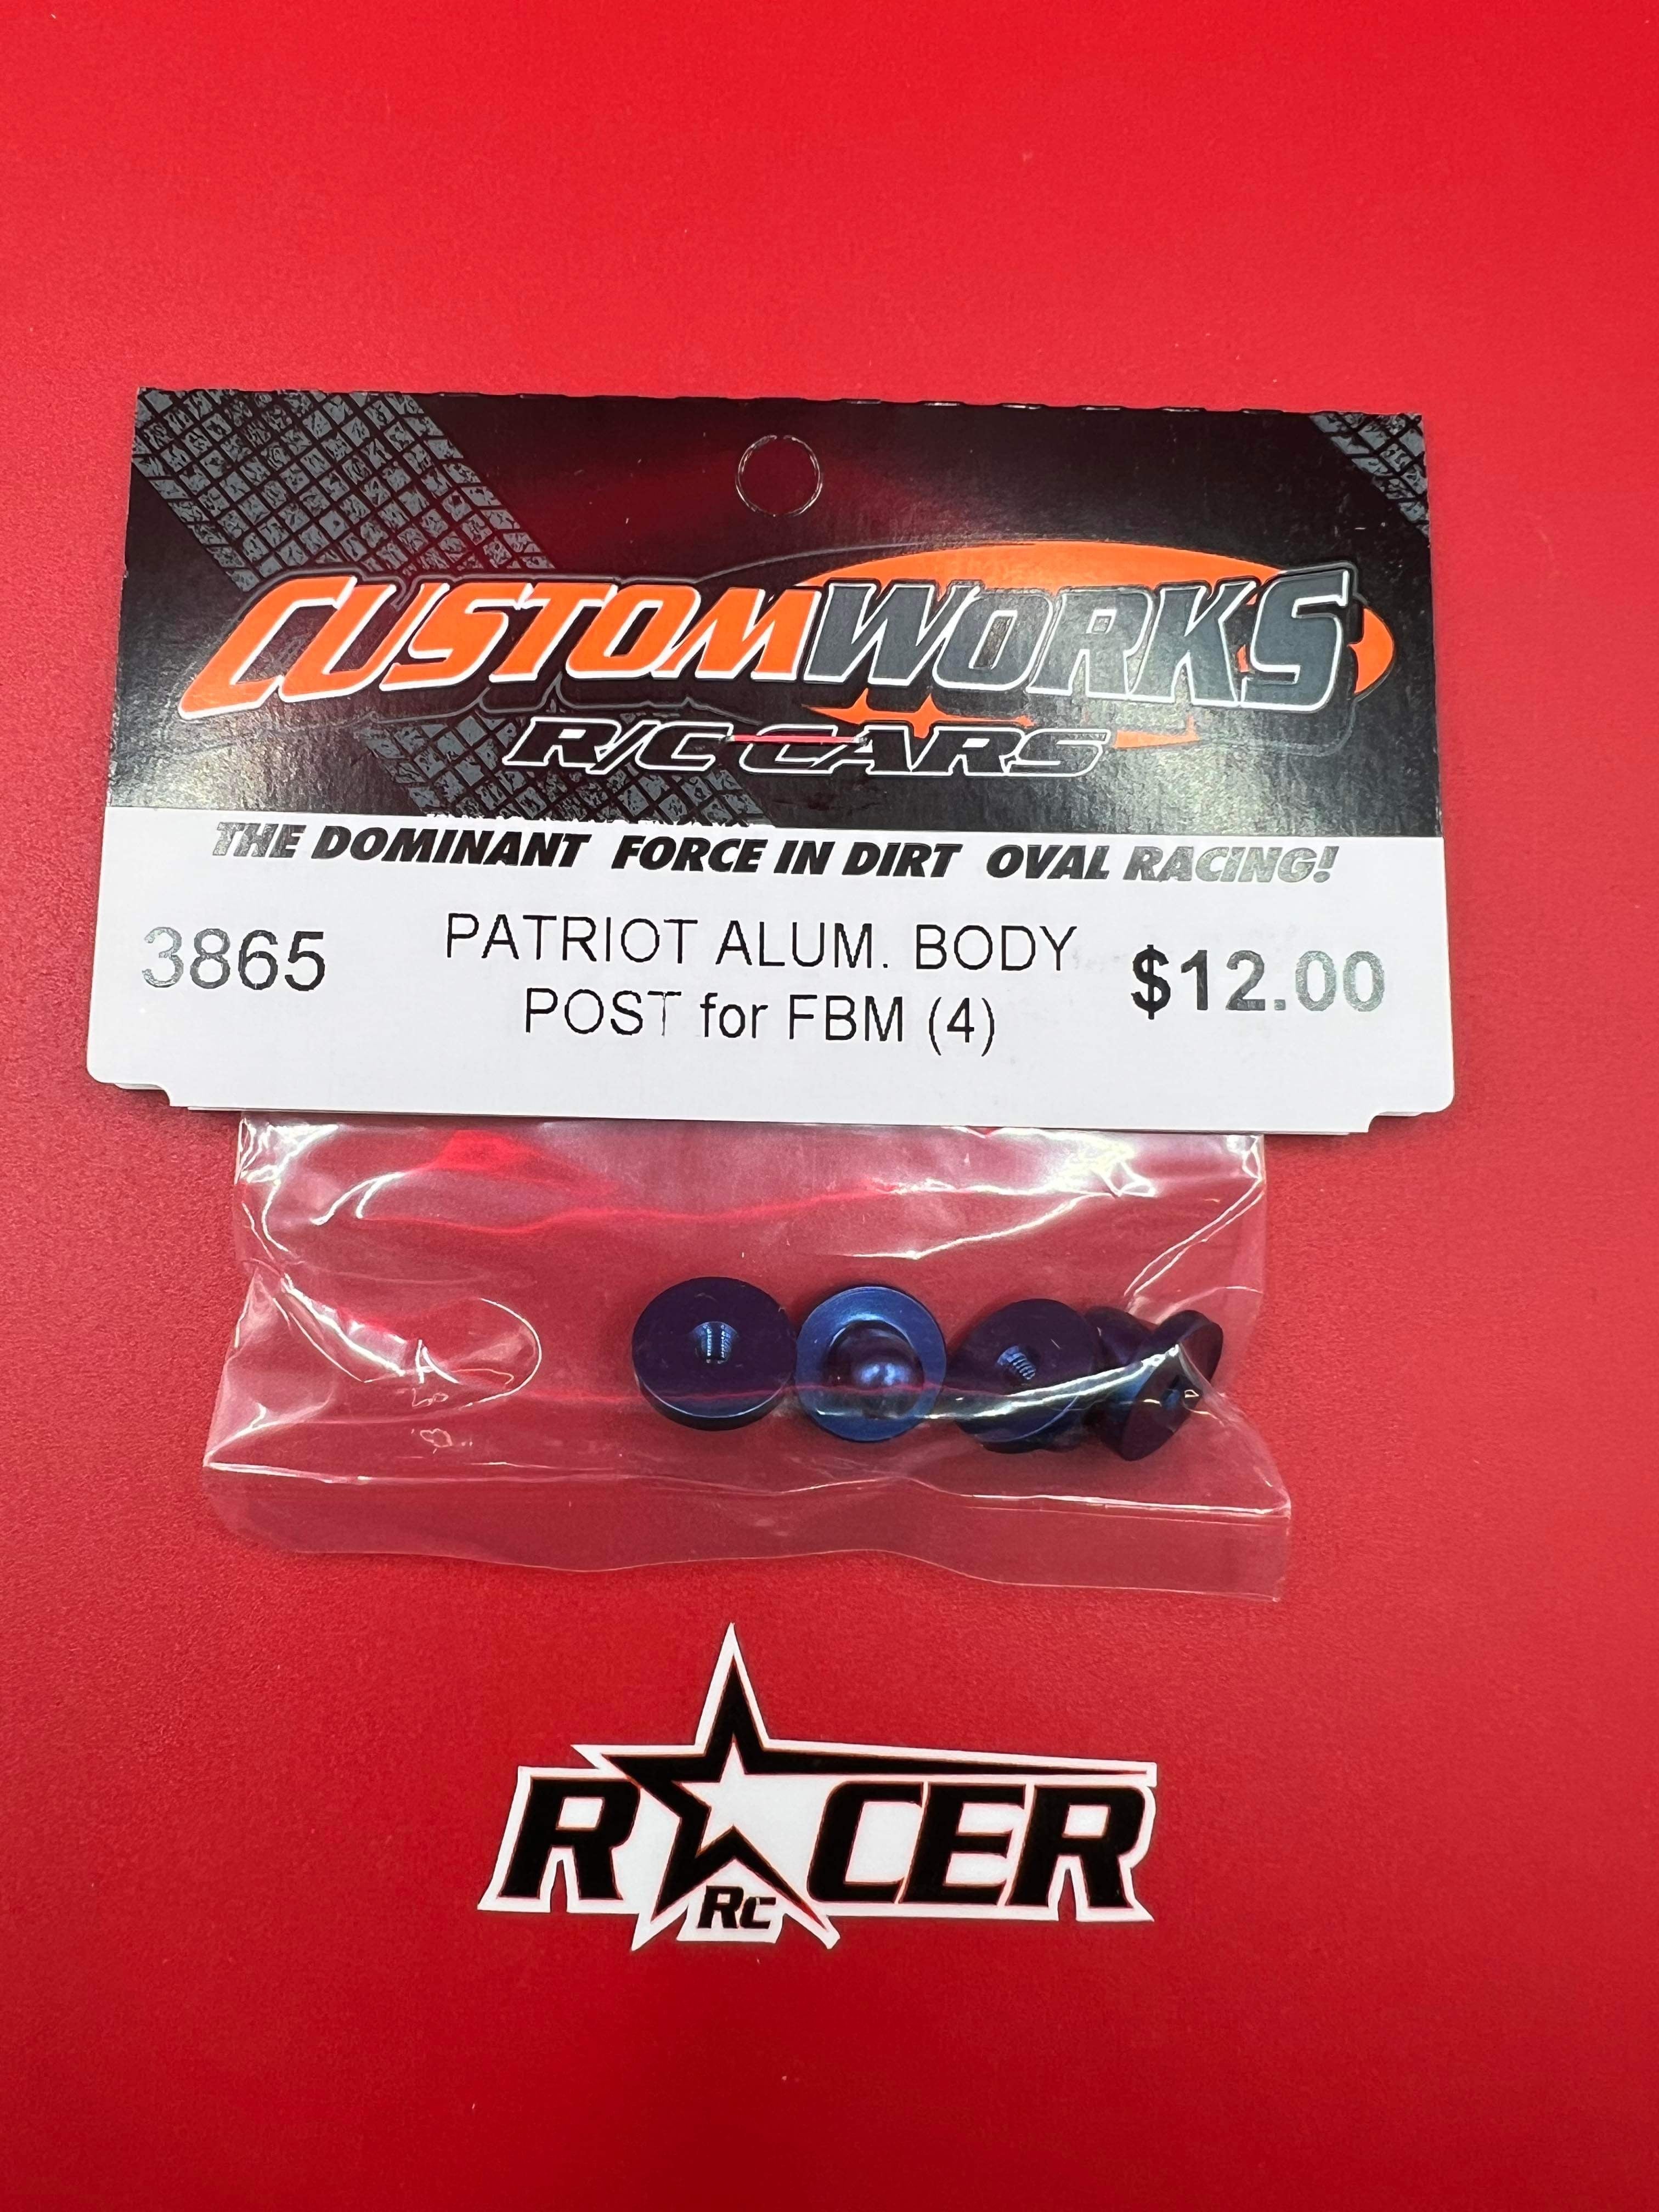 CUSTOMWORKS
R/C CARS
THE DOMINANT FORCE IN DIRT OVAL RACING!
3865 PATRIOT ALUM. BODY $12.00
POST for FBM (4)
RACER
RC